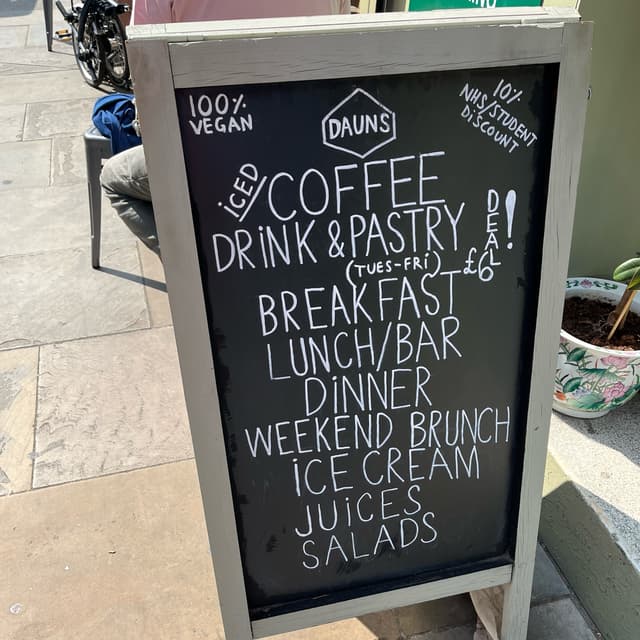 100% VEGAN
DAUNS
10% NHS/STUDENT DISCOUNT
iCED/COFFEE
DRiNK & PASTRY DEAL!
(TUES-FRi) £6
BREAKFAST
LUNCH/BAR
DiNNER
WEEKEND BRUNCH
iCE CREAM
JUiCES
SALADS